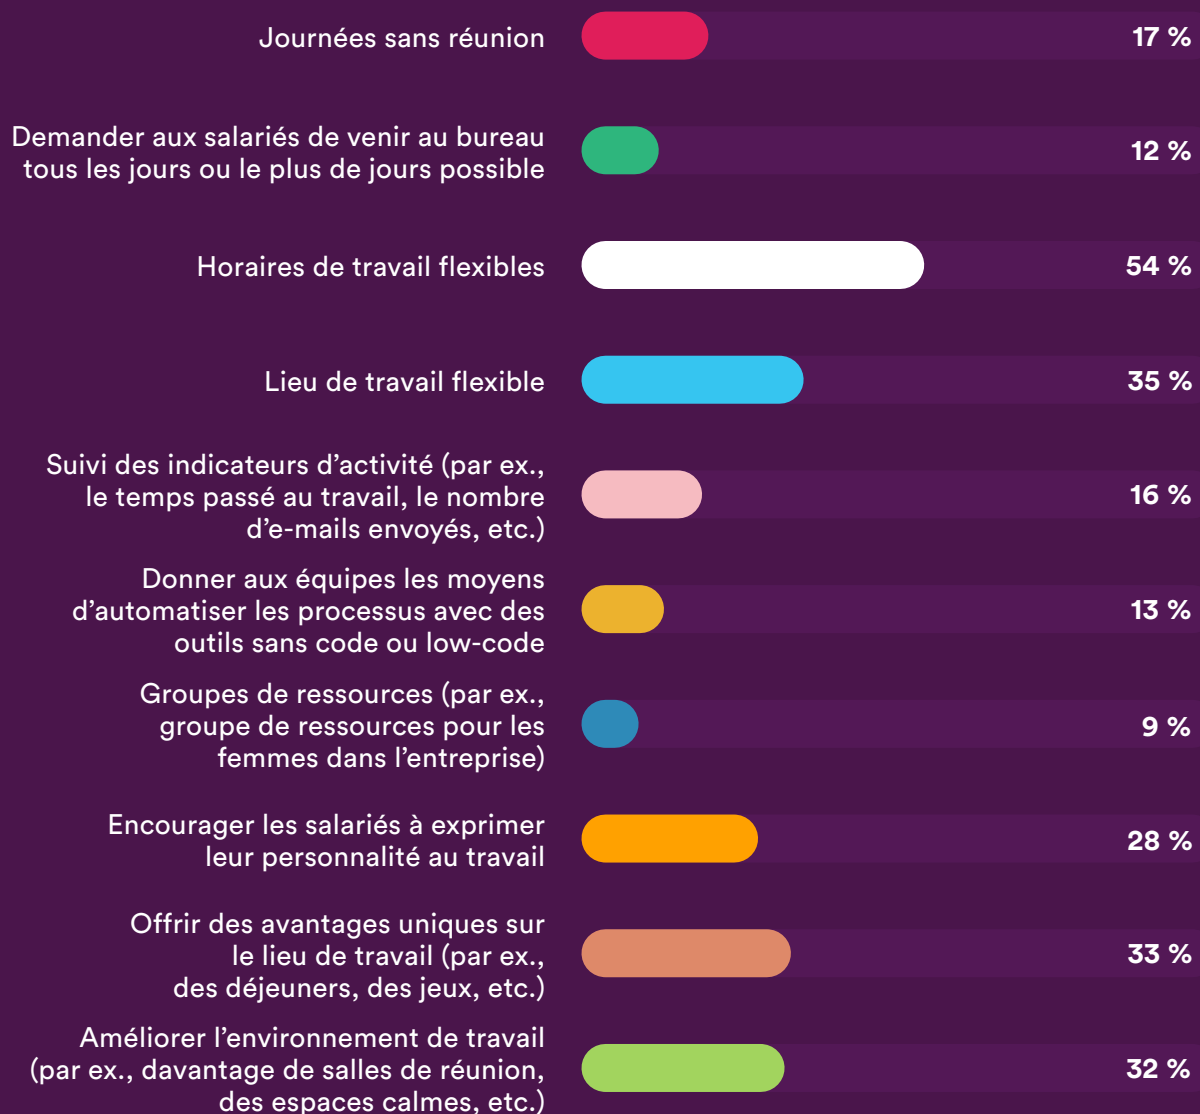 Journées sans réunion
17 %
Demander aux salariés de venir au bureau
tous les jours ou le plus de jours possible
12 %
Horaires de travail flexibles
54 %
Lieu de travail flexible
35 %
Suivi des indicateurs d’activité (par ex.,
le temps passé au travail, le nombre
d’e-mails envoyés, etc.)
16 %
Donner aux équipes les moyens
d’automatiser les processus avec des
outils sans code ou low-code
13 %
Groupes de ressources (par ex.,
groupe de ressources pour les
femmes dans l’entreprise)
9 %
Encourager les salariés à exprimer
leur personnalité au travail
28 %
Offrir des avantages uniques sur
le lieu de travail (par ex.,
des déjeuners, des jeux, etc.)
33 %
Améliorer l’environnement de travail
(par ex., davantage de salles de réunion,
des espaces calmes, etc.)
32 %